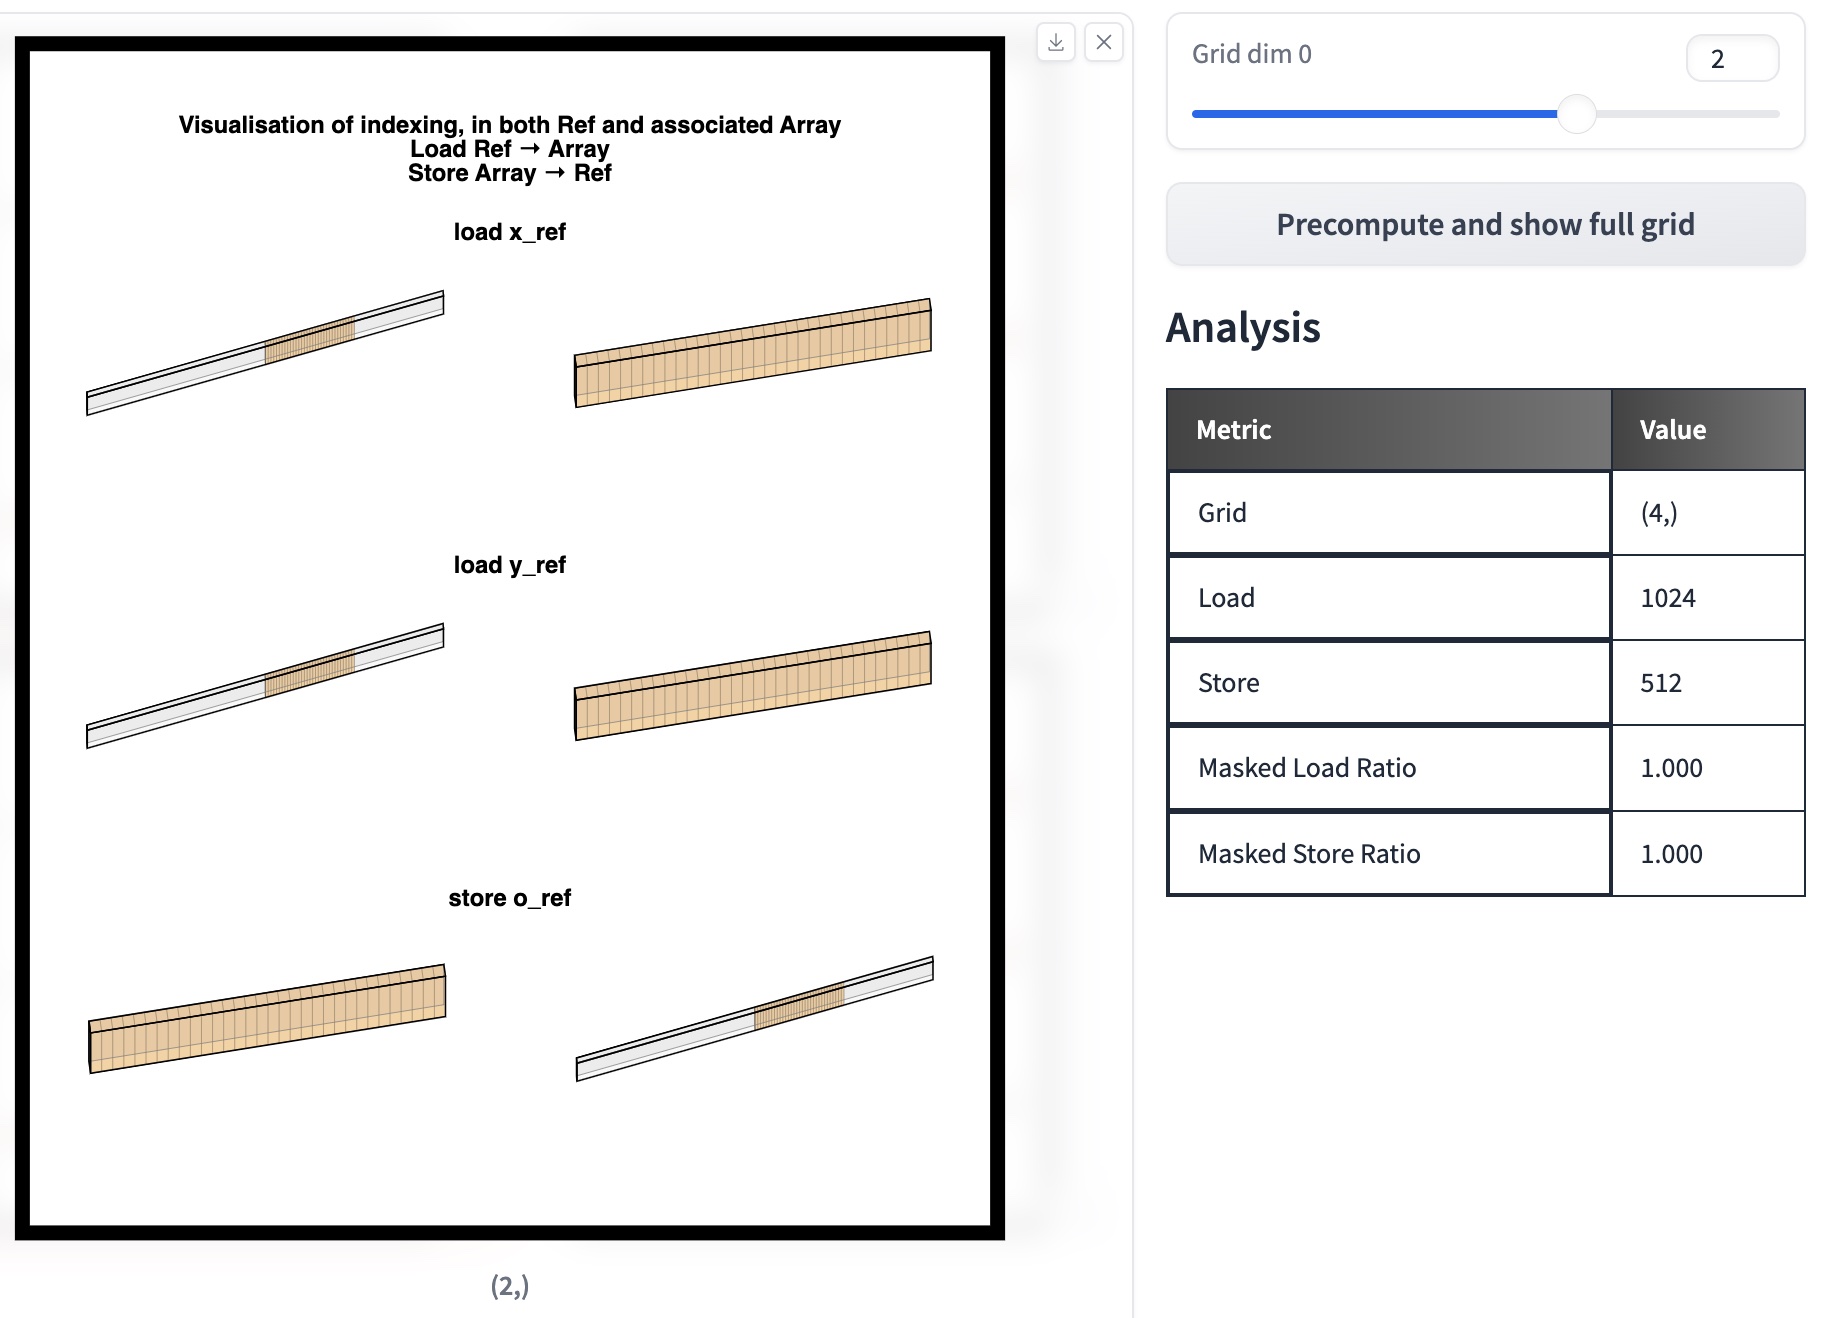 Visualisation of indexing, in both Ref and associated Array
Load Ref → Array
Store Array → Ref
load x_ref
load y_ref
store o_ref
(2,)
Grid dim 0
2
Precompute and show full grid
Analysis
Metric Value
Grid (4,)
Load 1024
Store 512
Masked Load Ratio 1.000
Masked Store Ratio 1.000